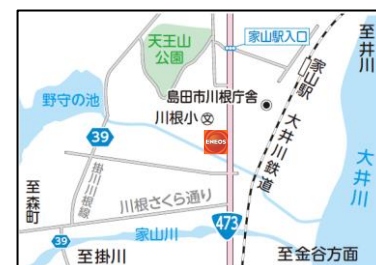 天王山
公園
家山駅入口
至井川
家山駅
野守の池
島田市川根庁舎
川根小 文
ENEOS
39
大井川鉄道
掛川川根線
大井川
至森町
川根さくら通り
473
39
家山川
至掛川
至金谷方面